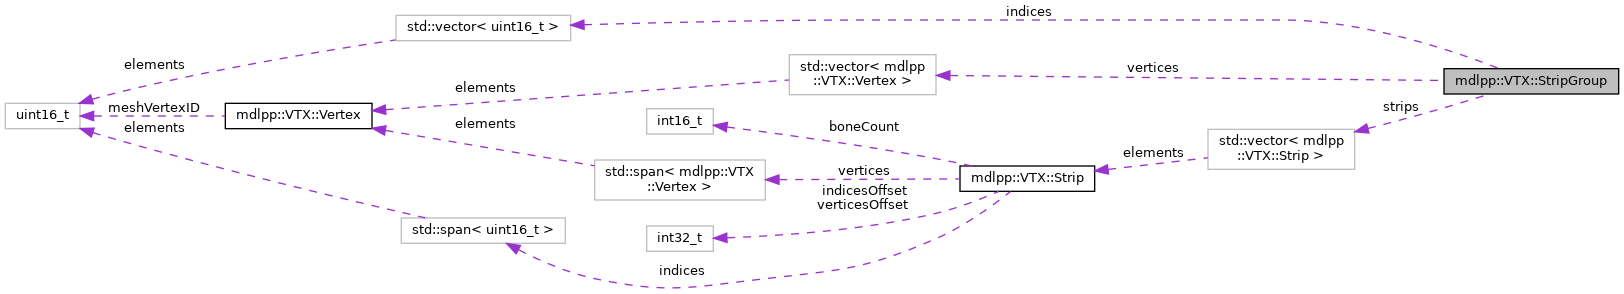 indices
std::vector< uint16_t >
elements
std::vector< mdlpp
::VTX::Vertex >
vertices
mdlpp::VTX::StripGroup
elements
strips
meshVertexID
uint16_t
mdlpp::VTX::Vertex
elements
elements
int16_t
boneCount
std::vector< mdlpp
::VTX::Strip >
elements
std::span< mdlpp::VTX
::Vertex >
vertices
mdlpp::VTX::Strip
indicesOffset
verticesOffset
std::span< uint16_t >
int32_t
indices